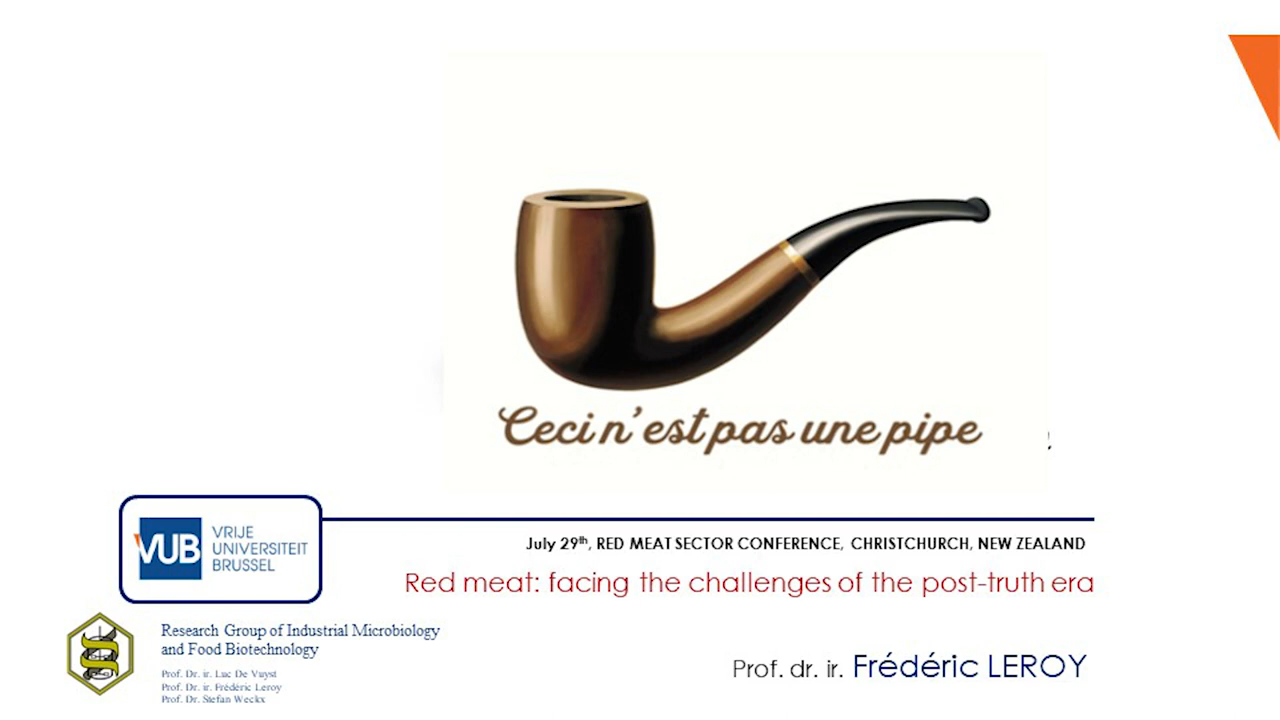 Ceci n'est pas une pipe
VUB
VRIJE
UNIVERSITEIT
BRUSSEL
July 29th, RED MEAT SECTOR CONFERENCE, CHRISTCHURCH, NEW ZEALAND
Red meat: facing the challenges of the post-truth era
Research Group of Industrial Microbiology
and Food Biotechnology
Prof. Dr. ir. Luc De Vuyst
Prof. Dr. ir. Frédéric Leroy
Prof. Dr. Stefan Weckx
Prof. dr. ir. Frédéric LEROY